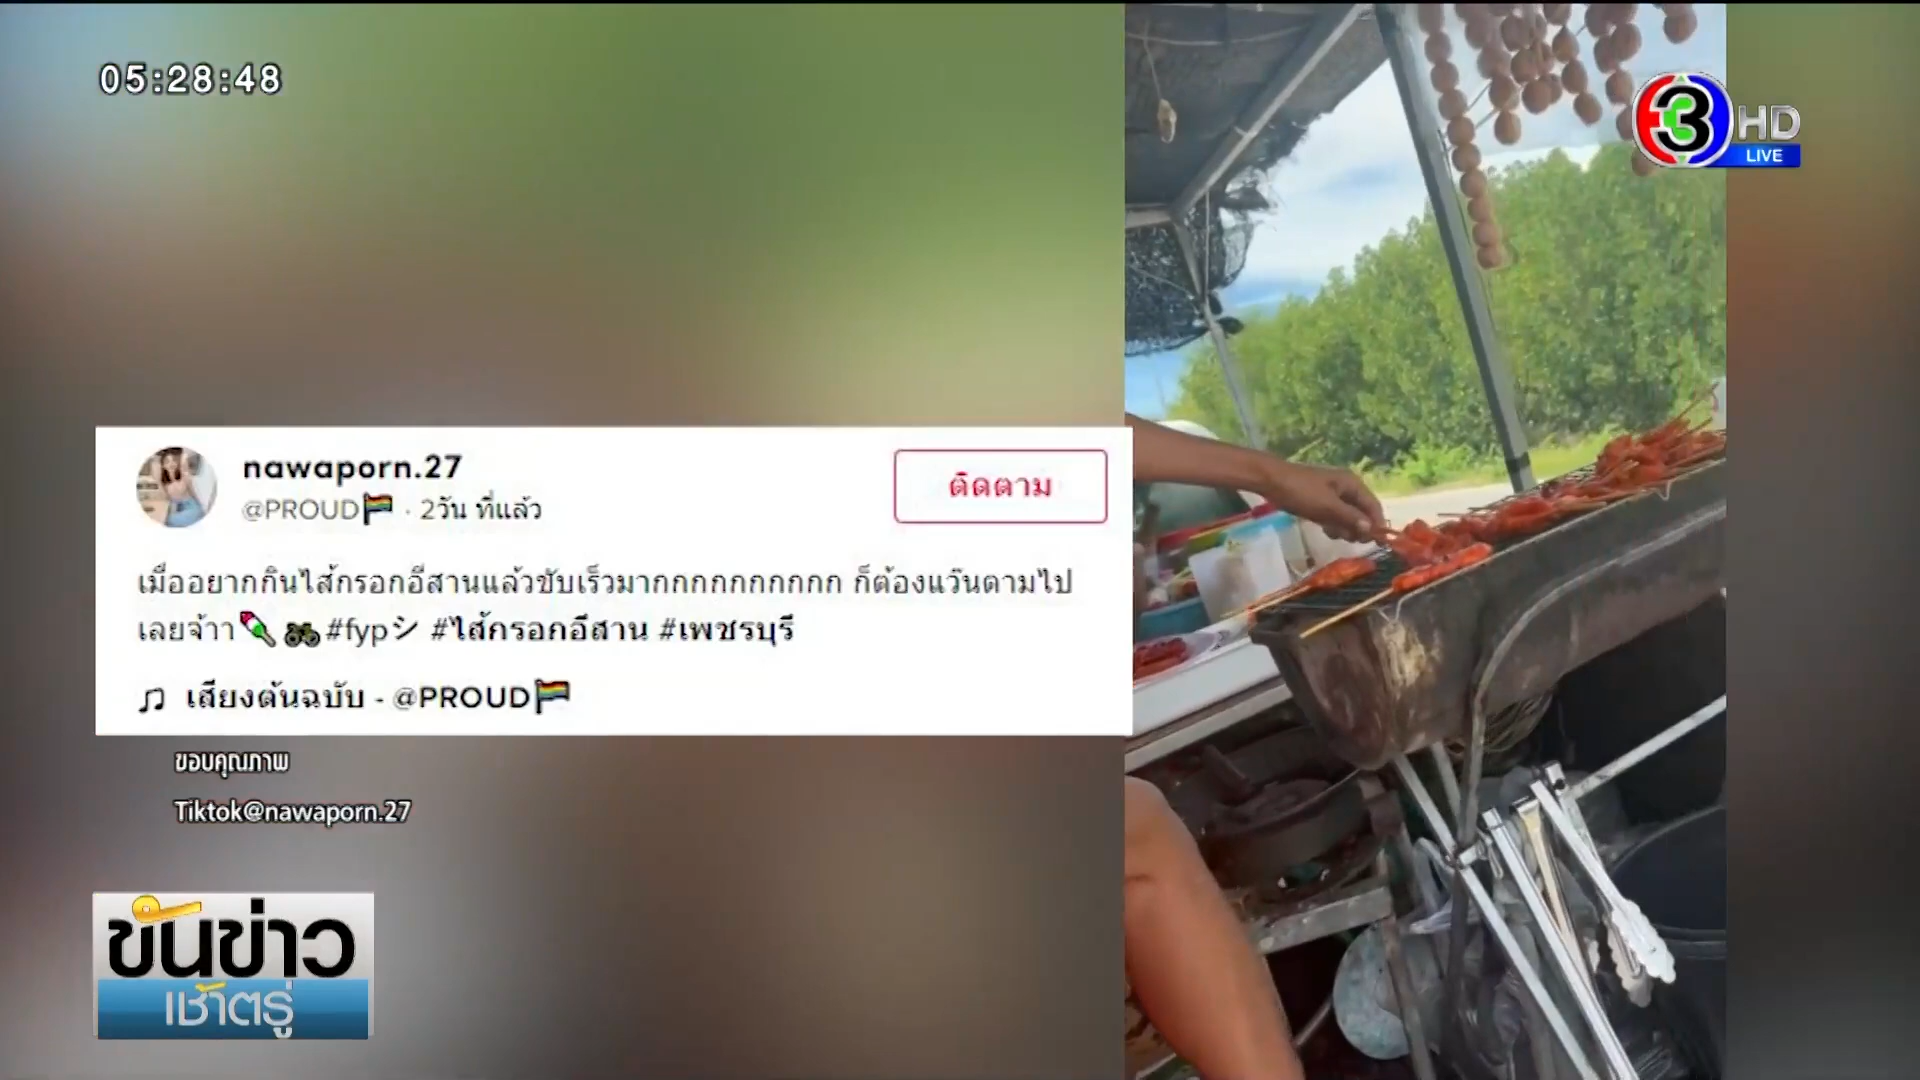 05:28:48
3 HD
LIVE
nawaporn.27
@PROUD🏳️‍🌈 · 2วัน ที่แล้ว
ติดตาม
เมื่ออยากกินไส้กรอกอีสานแล้วขับเร็วมากกกกกกกกกก ก็ต้องแว๊นตามไป
เลยจ้าา🍡🏍️ #fypシ #ไส้กรอกอีสาน #เพชรบุรี
♫ เสียงต้นฉบับ - @PROUD🏳️‍🌈
ขอบคุณภาพ
Tiktok@nawaporn.27
ขันข่าว
เช้าตรู่